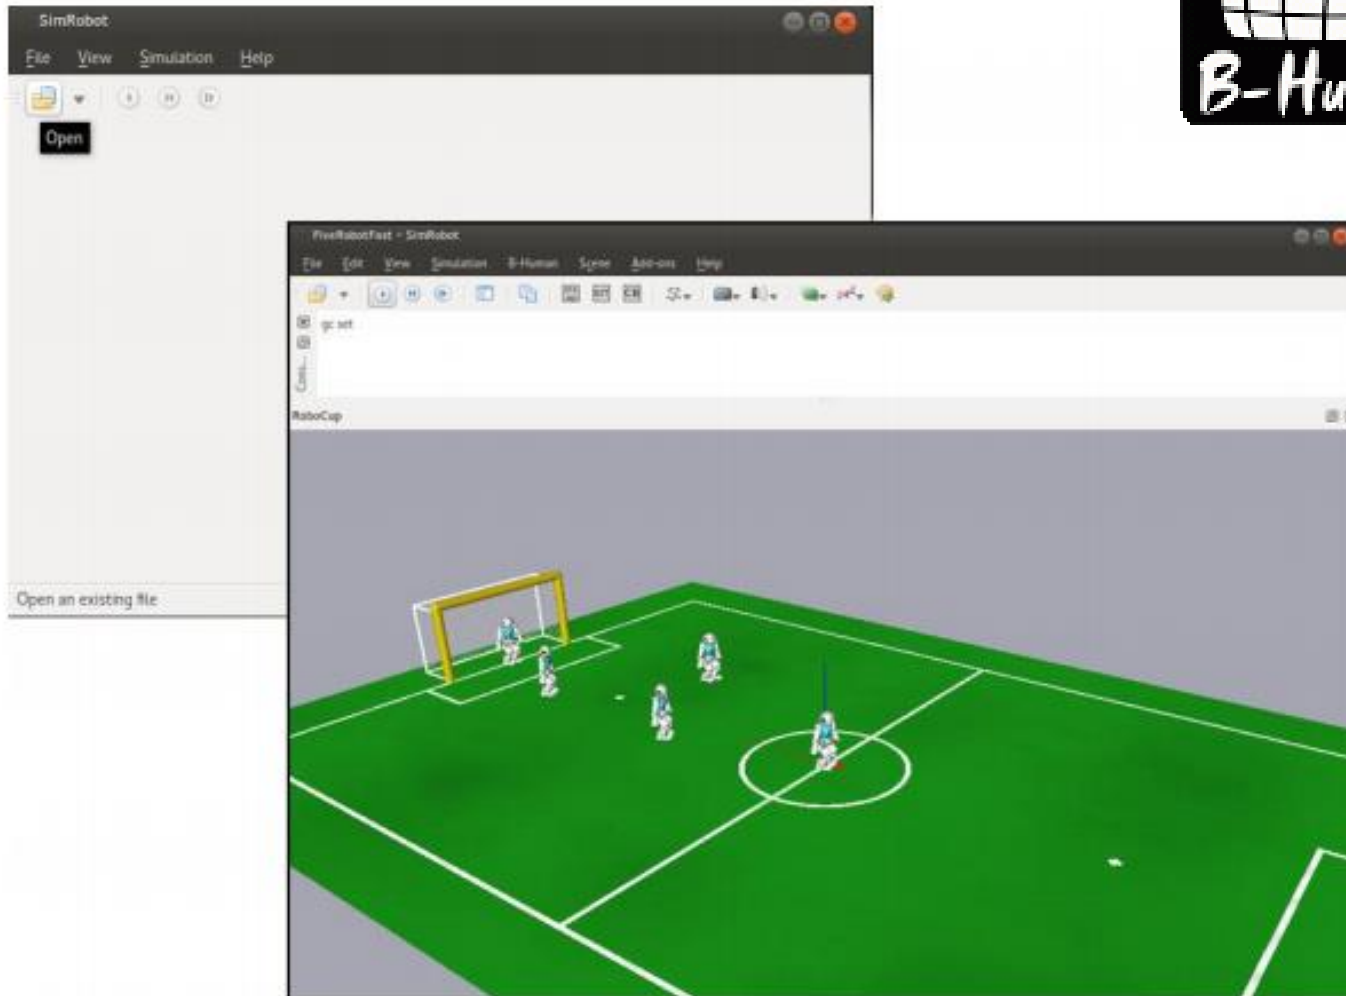 SimRobot
File View Simulation Help
Open
B-Hu
FiveRobotFast - SimRobot
File Edit View Simulation B-Human Scene Add-ons Help
gc set
Cons...
RoboCup
Open an existing file